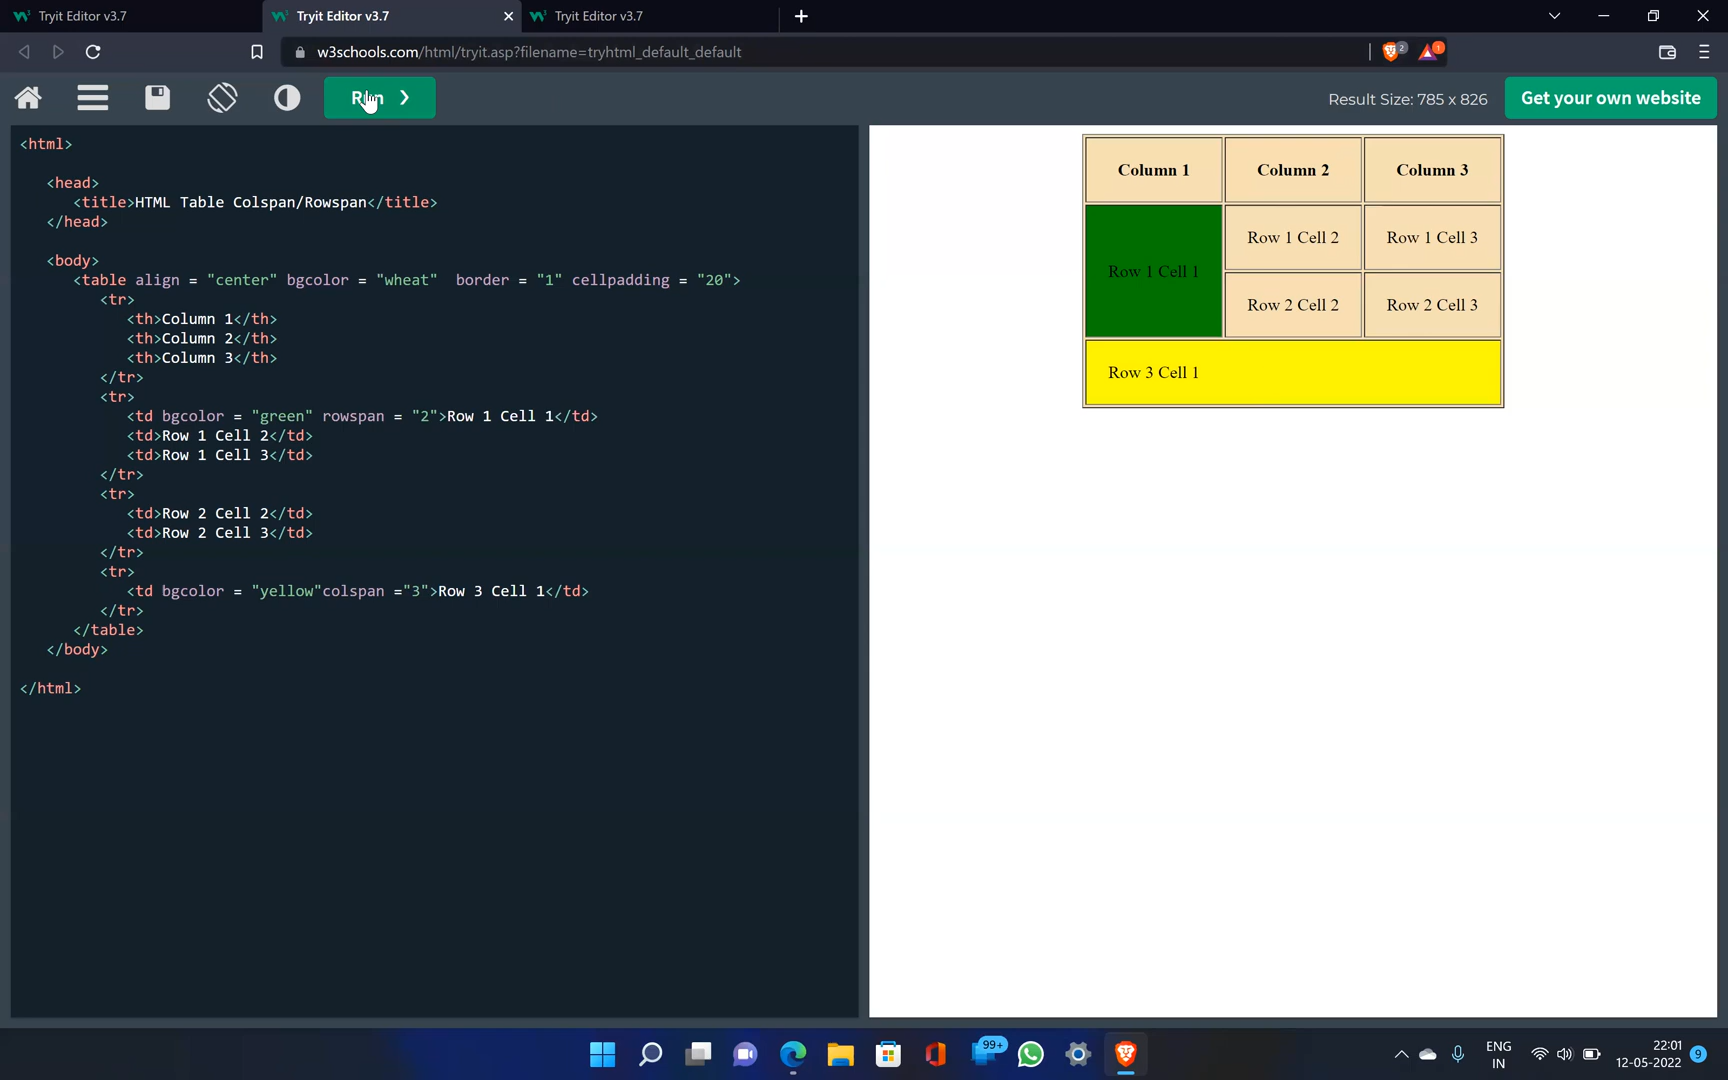 Tryit Editor v3.7
Tryit Editor v3.7
Tryit Editor v3.7
w3schools.com/html/tryit.asp?filename=tryhtml_default_default
2
1
Run ❯
Result Size: 785 x 826
Get your own website
<html>
<head>
<title>HTML Table Colspan/Rowspan</title>
</head>
<body>
<table align = "center" bgcolor = "wheat"  border = "1" cellpadding = "20">
<tr>
<th>Column 1</th>
<th>Column 2</th>
<th>Column 3</th>
</tr>
<tr>
<td bgcolor = "green" rowspan = "2">Row 1 Cell 1</td>
<td>Row 1 Cell 2</td>
<td>Row 1 Cell 3</td>
</tr>
<tr>
<td>Row 2 Cell 2</td>
<td>Row 2 Cell 3</td>
</tr>
<tr>
<td bgcolor = "yellow"colspan ="3">Row 3 Cell 1</td>
</tr>
</table>
</body>
</html>
Column 1 Column 2 Column 3
Row 1 Cell 1 Row 1 Cell 2 Row 1 Cell 3
Row 2 Cell 2 Row 2 Cell 3
Row 3 Cell 1
99+
ENG
IN
22:01
12-05-2022
9